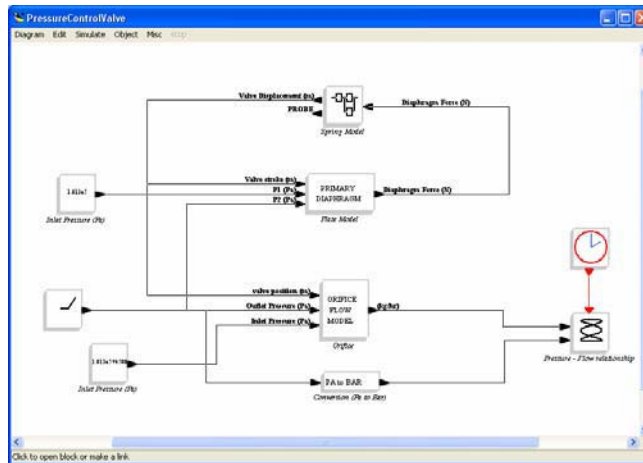 PressureControlValve
Diagram Edit Simulate Object Misc stop
Valve Displacement (m)
PROBE
Diaphragm Force (N)
Spring Model
Valve stroke (m)
P1 (Pa)
P2 (Pa)
PRIMARY
DIAPHRAGM
Diaphragm Force (N)
Plate Model
Inlet Pressure (Pa)
valve position (m)
Outlet Pressure (Pa)
Inlet Pressure (Pa)
ORIFICE
FLOW
MODEL
(kg/hr)
Orifice
Inlet Pressure (Pa)
PA to BAR
Conversion (Pa to Bar)
Pressure - Flow relationship
Click to open block or make a link